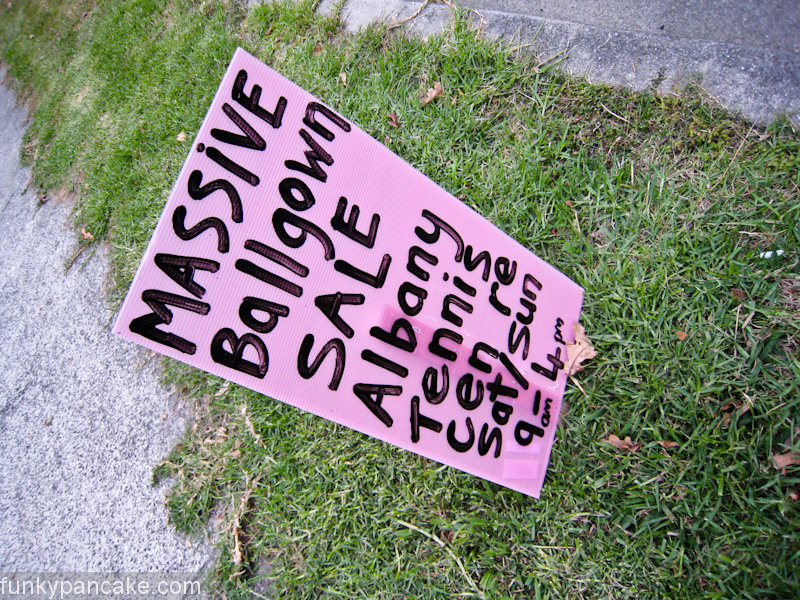 MASSiVE
Ballgown
SALE
Albany
Tennis
Cen re
sat/sun
9am - 4pm
funkypancake.com